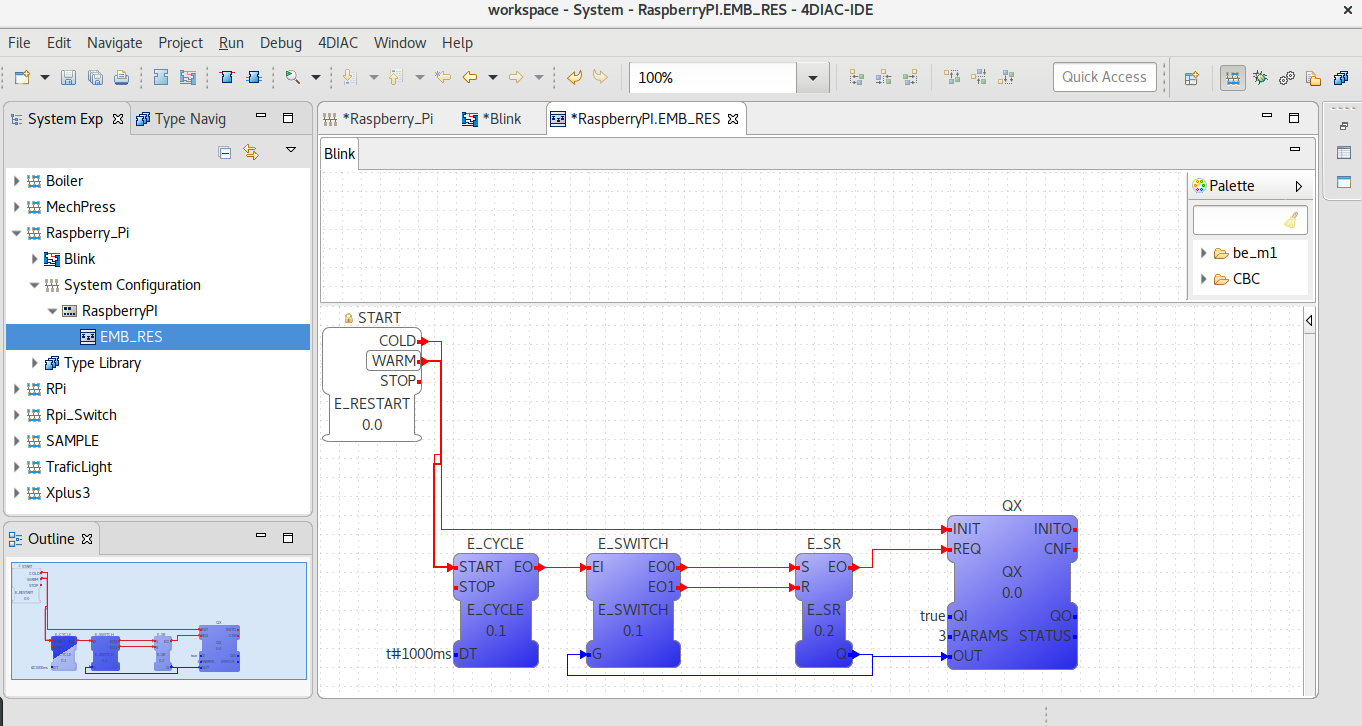 workspace - System - RaspberryPI.EMB_RES - 4DIAC-IDE
File Edit Navigate Project Run Debug 4DIAC Window Help
100%
Quick Access
System Exp
Type Navig
*Raspberry_Pi
*Blink
*RaspberryPI.EMB_RES
Boiler
MechPress
Raspberry_Pi
Blink
System Configuration
RaspberryPI
EMB_RES
Type Library
RPi
Rpi_Switch
SAMPLE
TraficLight
Xplus3
Outline
Blink
Palette
be_m1
CBC
START
COLD
WARM
STOP
E_RESTART
0.0
E_CYCLE
START EO
STOP
E_CYCLE
0.1
t#1000ms DT
E_SWITCH
EI EO0
EO1
E_SWITCH
0.1
G
E_SR
S EO
R
E_SR
0.2
Q
QX
INIT INITO
REQ CNF
QX
0.0
true QI QO
3 PARAMS STATUS
OUT